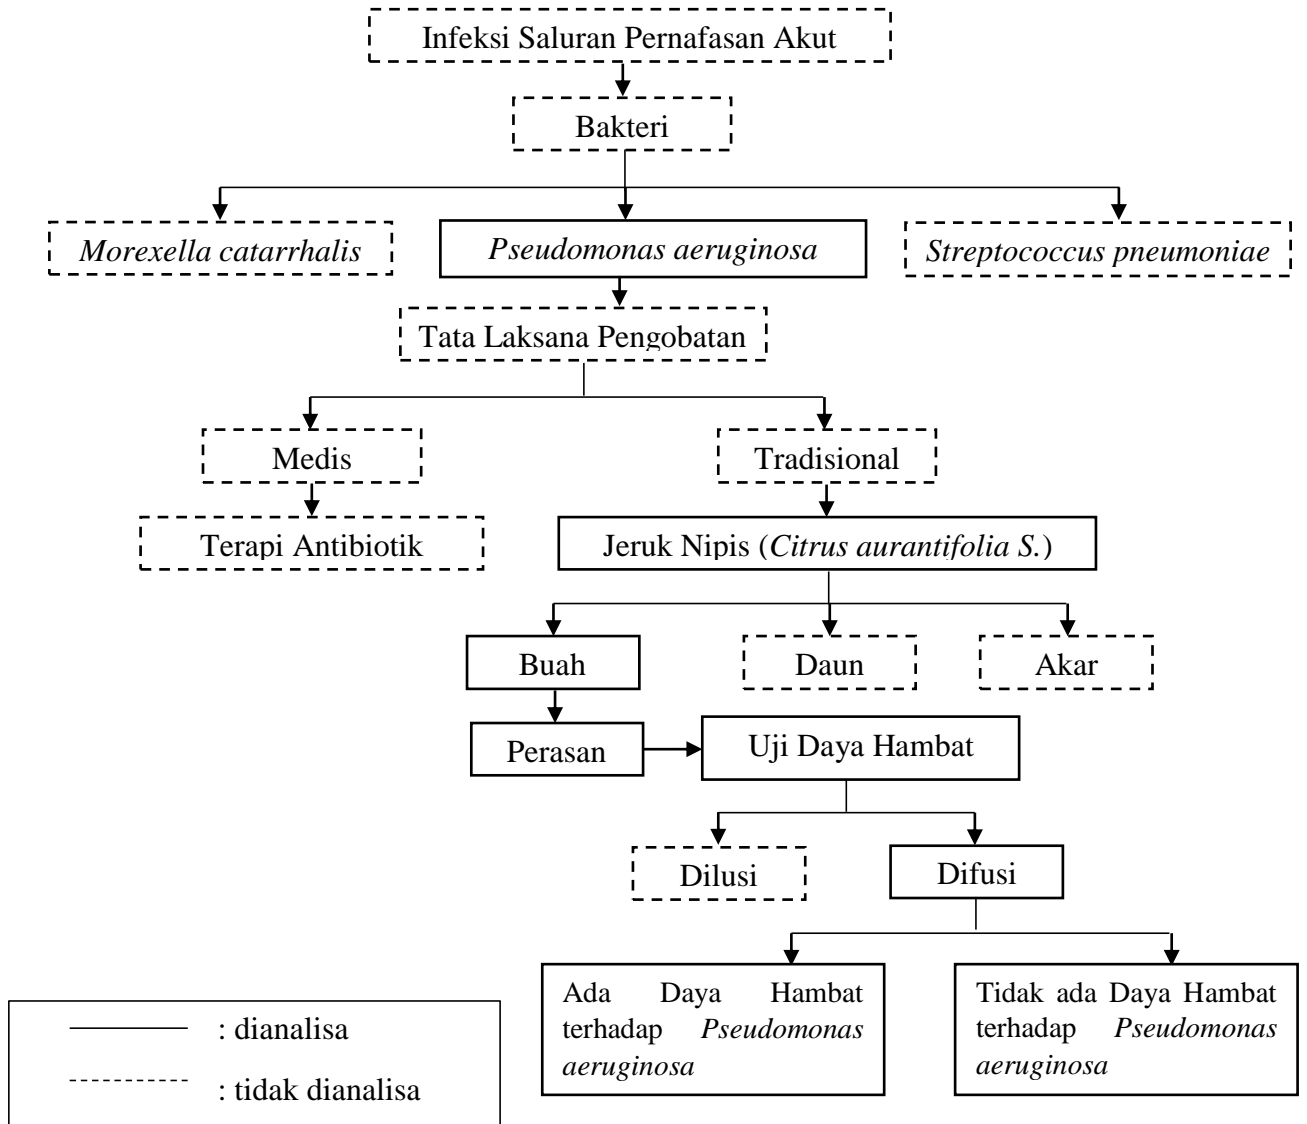 Infeksi Saluran Pernafasan Akut
Bakteri
Morexella catarrhalis
Pseudomonas aeruginosa
Streptococcus pneumoniae
Tata Laksana Pengobatan
Medis
Tradisional
Terapi Antibiotik
Jeruk Nipis (Citrus aurantifolia S.)
Buah
Daun
Akar
Perasan
Uji Daya Hambat
Dilusi
Difusi
Ada Daya Hambat
terhadap Pseudomonas
aeruginosa
Tidak ada Daya Hambat
terhadap Pseudomonas
aeruginosa
: dianalisa
: tidak dianalisa